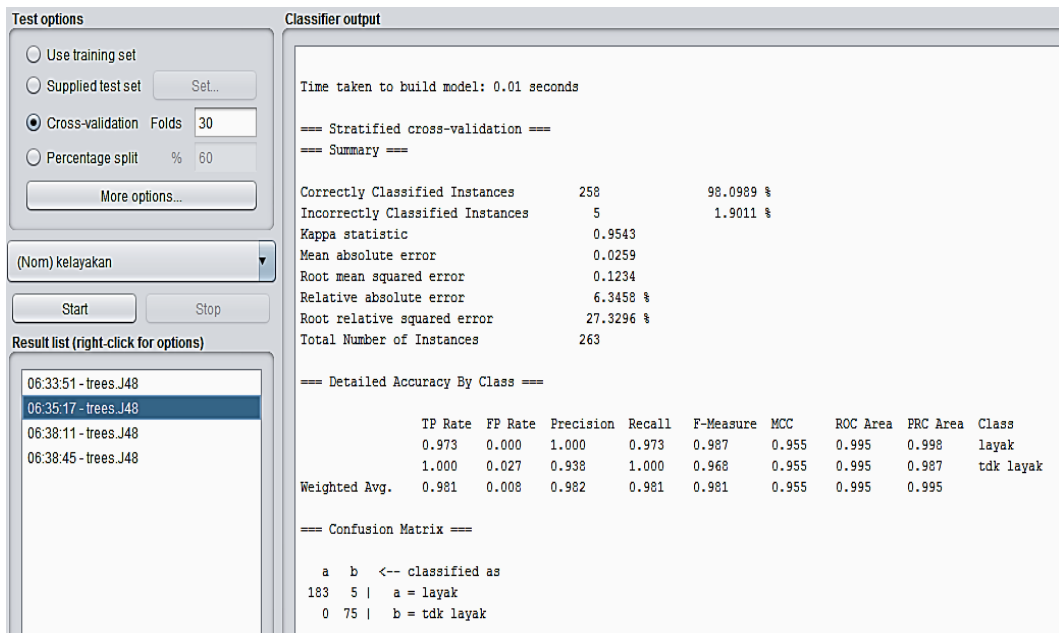 Test options
Use training set
Supplied test set Set...
Cross-validation Folds 30
Percentage split % 60
More options...
(Nom) kelayakan
Start Stop
Result list (right-click for options)
06:33:51 - trees.J48
06:35:17 - trees.J48
06:38:11 - trees.J48
06:38:45 - trees.J48
Classifier output
Time taken to build model: 0.01 seconds
=== Stratified cross-validation ===
=== Summary ===
Correctly Classified Instances 258 98.0989 %
Incorrectly Classified Instances 5 1.9011 %
Kappa statistic 0.9543
Mean absolute error 0.0259
Root mean squared error 0.1234
Relative absolute error 6.3458 %
Root relative squared error 27.3296 %
Total Number of Instances 263
=== Detailed Accuracy By Class ===
TP Rate FP Rate Precision Recall F-Measure MCC ROC Area PRC Area Class
0.973 0.000 1.000 0.973 0.987 0.955 0.995 0.998 layak
1.000 0.027 0.938 1.000 0.968 0.955 0.995 0.987 tdk layak
Weighted Avg. 0.981 0.008 0.982 0.981 0.981 0.955 0.995 0.995
=== Confusion Matrix ===
a b <-- classified as
183 5 | a = layak
0 75 | b = tdk layak